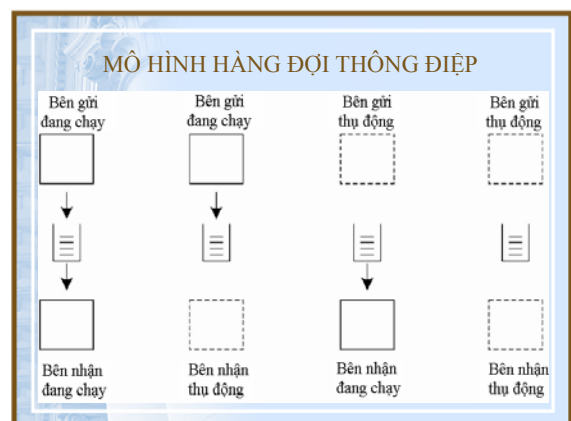 MÔ HÌNH HÀNG ĐỢI THÔNG ĐIỆP
Bên gửi
đang chạy
Bên gửi
đang chạy
Bên gửi
thụ động
Bên gửi
thụ động
Bên nhận
đang chạy
Bên nhận
thụ động
Bên nhận
đang chạy
Bên nhận
thụ động